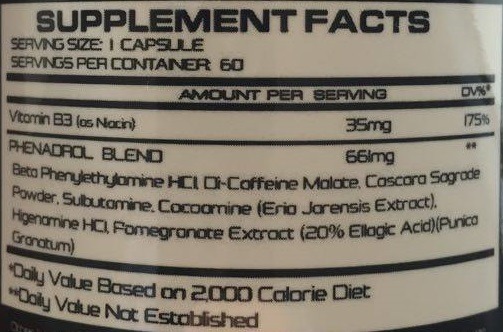 SUPPLEMENT FACTS
SERVING SIZE: 1 CAPSULE
SERVINGS PER CONTAINER: 60
AMOUNT PER SERVING DV%*
Vitamin B3 (as Niacin) 35mg 175%
PHENADROL BLEND 661mg **
Beta Phenylethylamine HCl, Di-Caffeine Malate, Cascara Sagrade
Powder, Sulbutamine, Cocoamine (Eria Jarensis Extract),
Higenamine HCl, Pomegranate Extract (20% Ellagic Acid)(Punica
Granatum)
*Daily Value Based on 2,000 Calorie Diet
**Daily Value Not Established